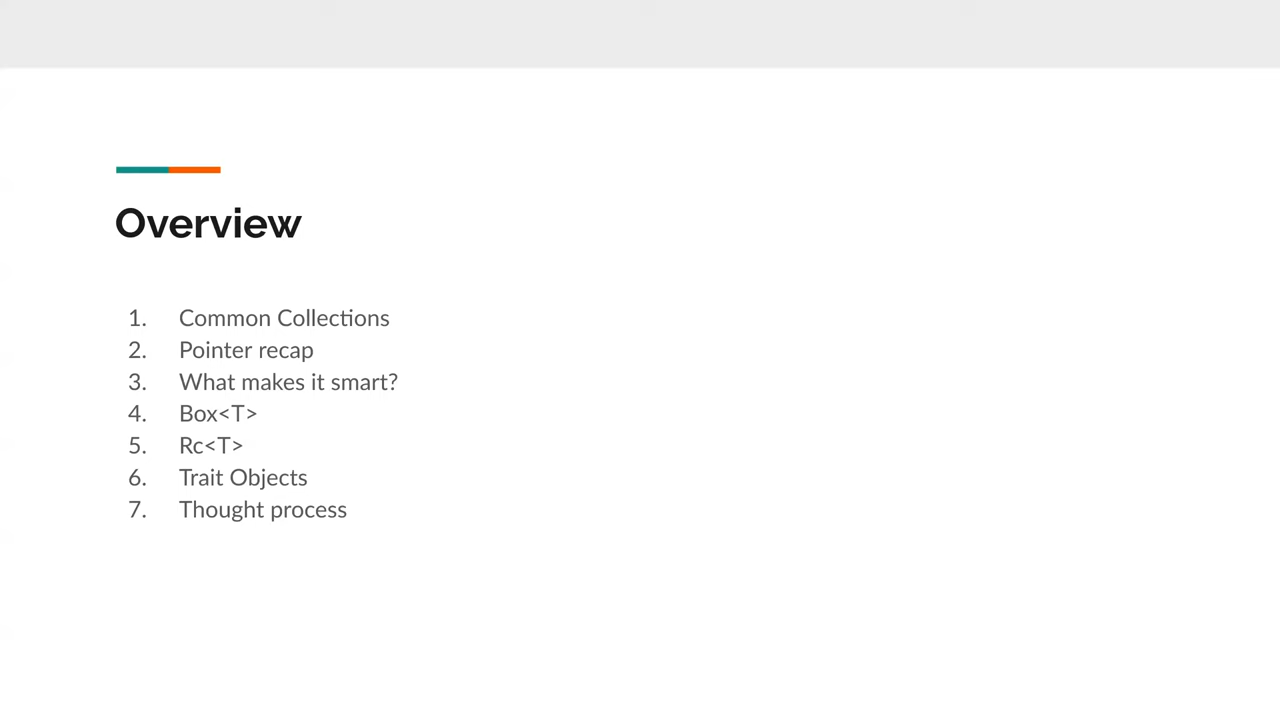 Overview
1. Common Collections
2. Pointer recap
3. What makes it smart?
4. Box<T>
5. Rc<T>
6. Trait Objects
7. Thought process